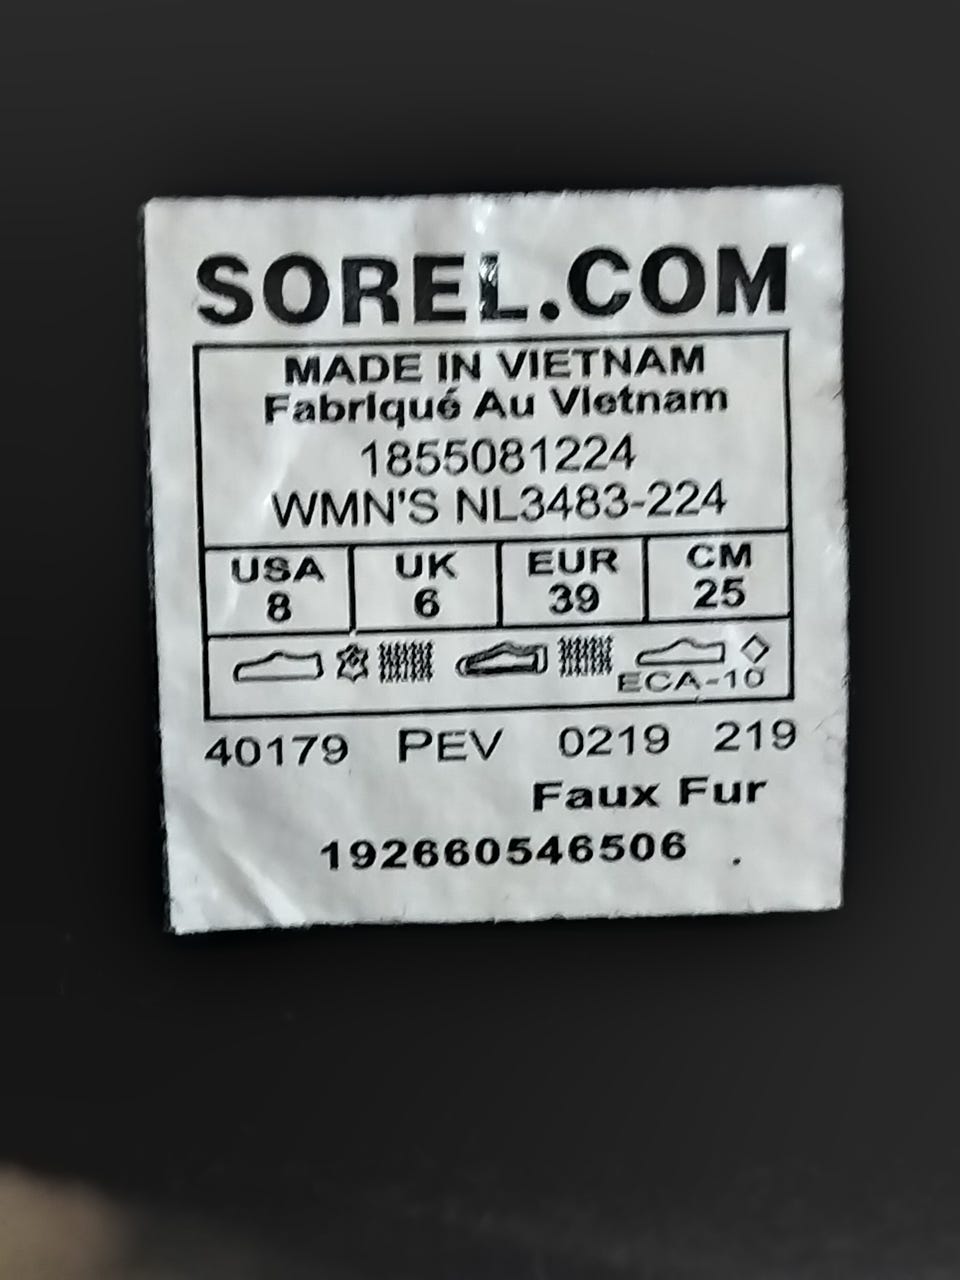 SOREL.COM
MADE IN VIETNAM
Fabriqué Au Vietnam
1855081224
WMN'S NL3483-224
USA UK EUR CM
8 6 39 25
ECA-10
40179 PEV 0219 219
Faux Fur
192660546506 .